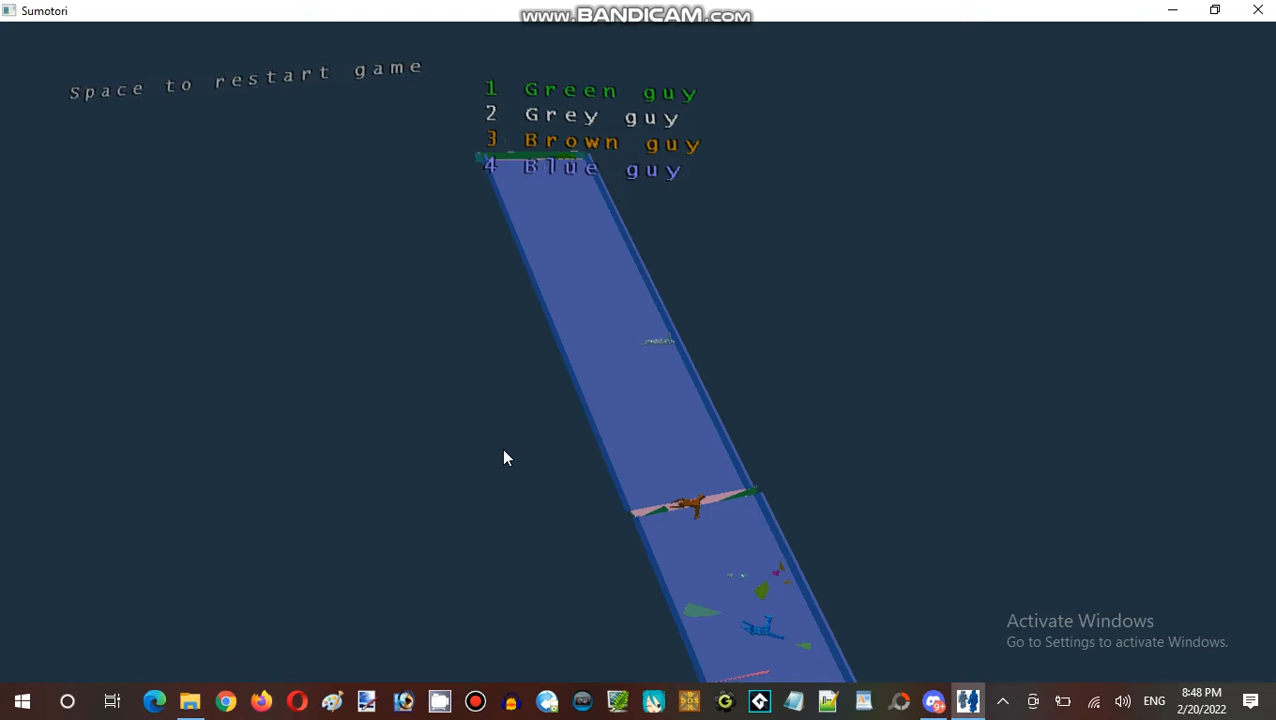 Sumotori
www.BANDICAM.com
Space to restart game
1 Green guy
2 Grey guy
3 Brown guy
4 Blue guy
Activate Windows
Go to Settings to activate Windows.
ENG
8:48 PM
2/20/2022